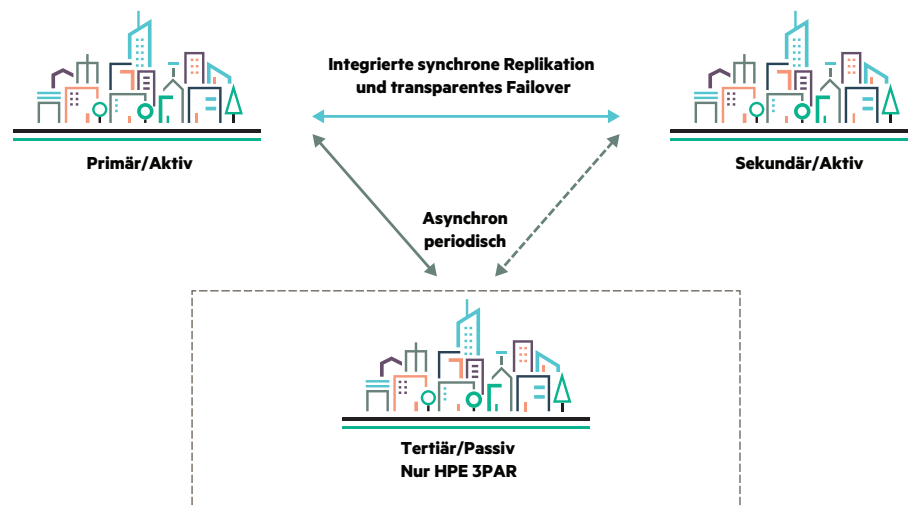 Integrierte synchrone Replikation
und transparentes Failover
Primär/Aktiv
Sekundär/Aktiv
Asynchron
periodisch
Tertiär/Passiv
Nur HPE 3PAR